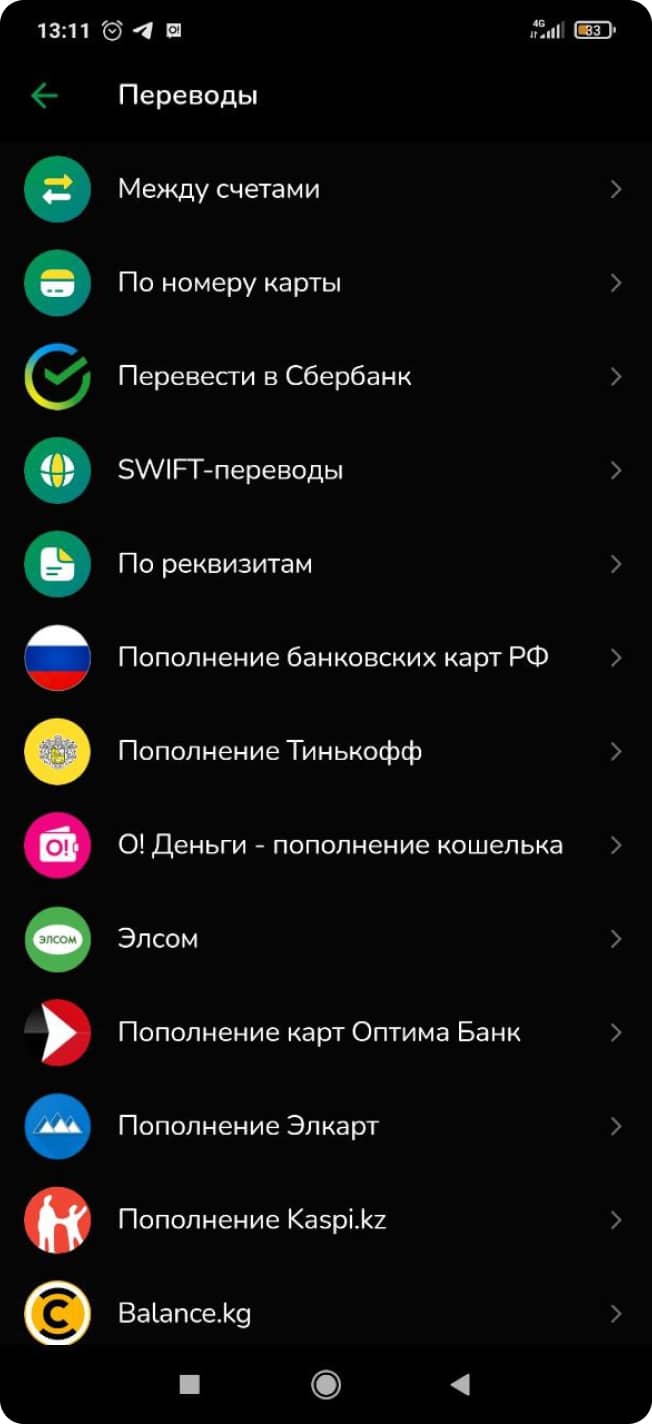 13:11
4G
33
Переводы
Между счетами
По номеру карты
Перевести в Сбербанк
SWIFT-переводы
По реквизитам
Пополнение банковских карт РФ
Пополнение Тинькофф
О!
О! Деньги - пополнение кошелька
элсом
Элсом
Пополнение карт Оптима Банк
Пополнение Элкарт
Пополнение Kaspi.kz
C
Balance.kg